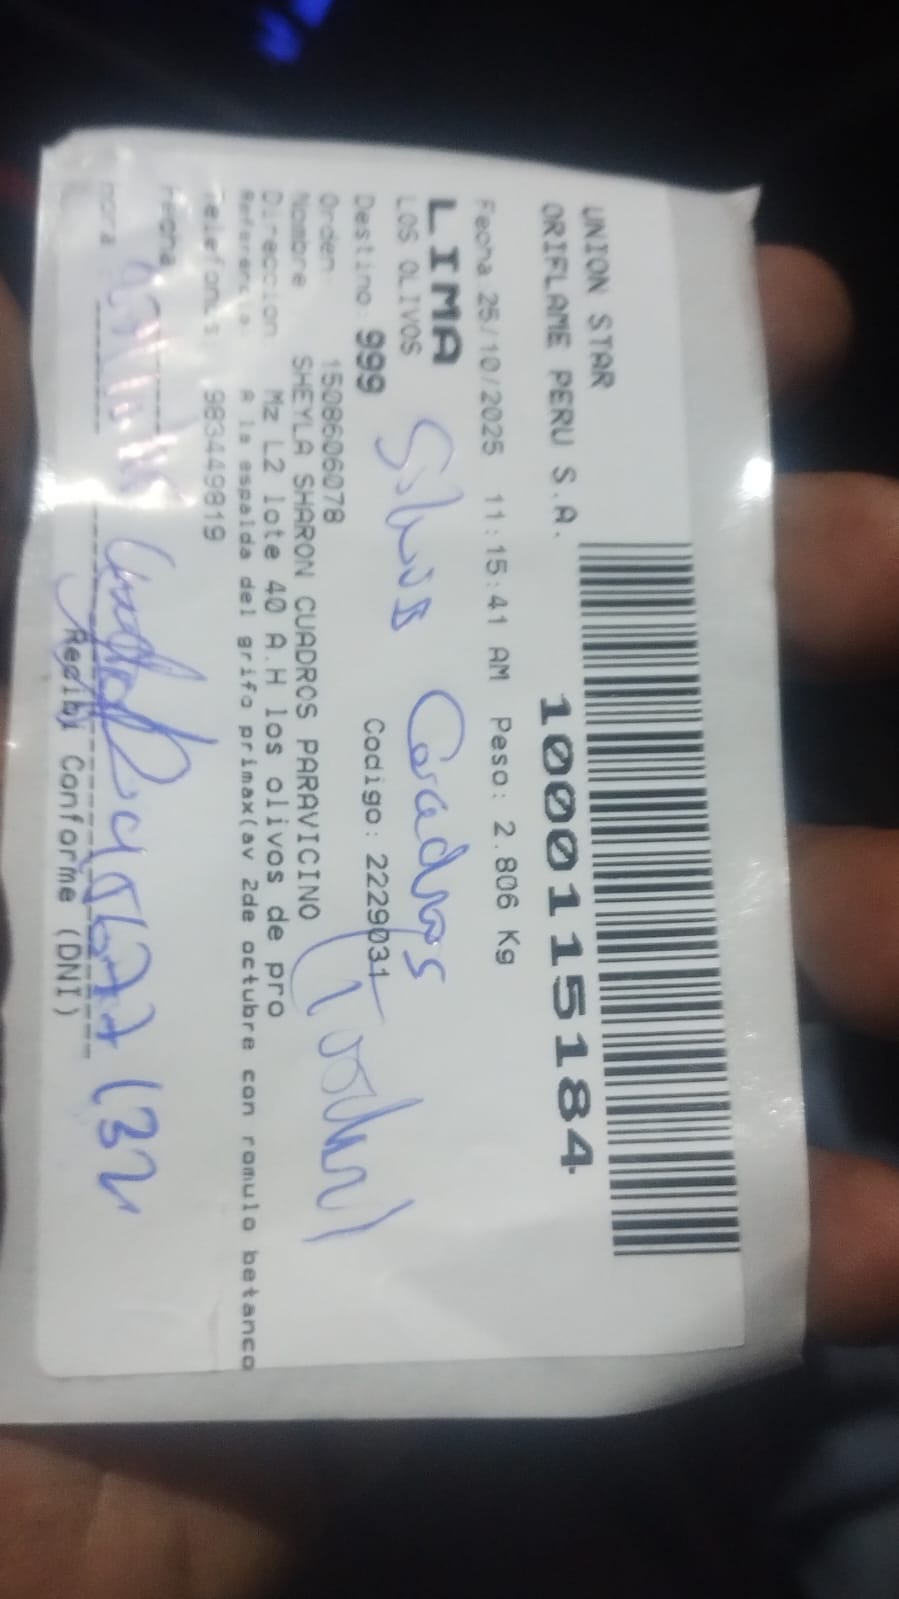 UNION STAR
ORIFLAME PERU S.A.
1000115184
Fecha 25/10/2025 11:15:41 AM Peso: 2.806 Kg
LIMA
LOS OLIVOS
Cuadros
Destino: 999 Codigo: 2229031
Orden: 1508606078
Nombre SHEYLA SHARON CUADROS PARAVICINO
Direccion Mz L2 lote 40 A.H los olivos de pro
Referencia: A la espalda del grifo primax(av 2de octubre con romulo betanco
Telefonos: 983449819
Fecha
Hora
Recibi Conforme (DNI)